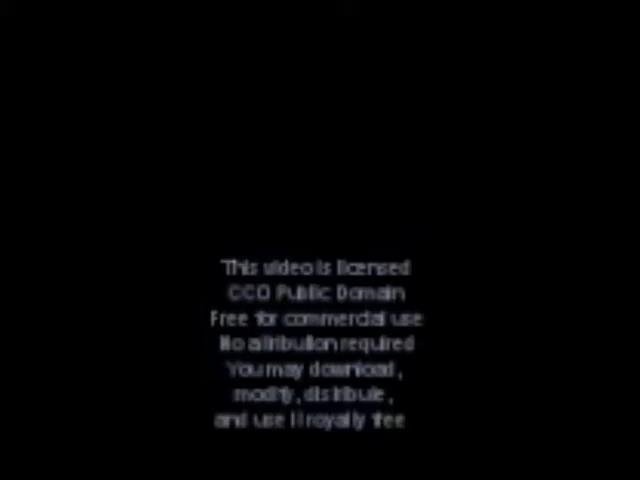 This video is licensed
CC0 Public Domain
Free for commercial use
No attribution required
You may download,
modify, distribute,
and use it royalty free